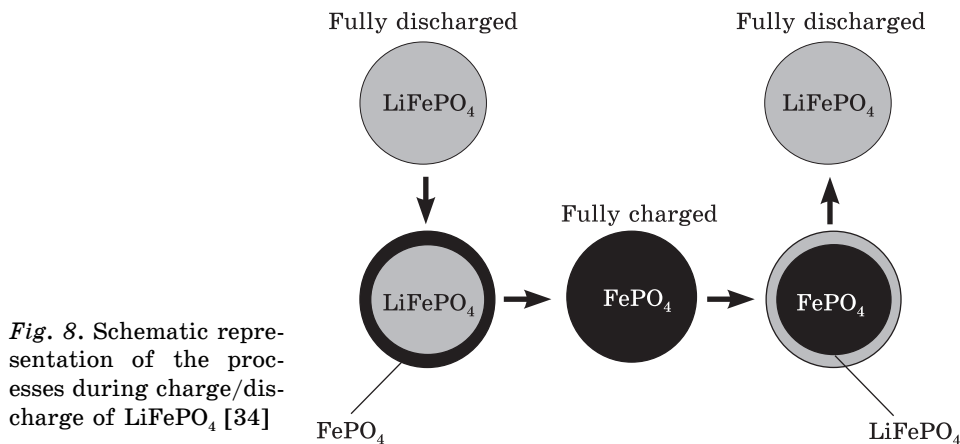 Fully discharged
Fully discharged
LiFePO₄
LiFePO₄
Fully charged
LiFePO₄
FePO₄
FePO₄
FePO₄
LiFePO₄
Fig. 8. Schematic repre-
sentation of the proc-
esses during charge/dis-
charge of LiFePO₄ [34]